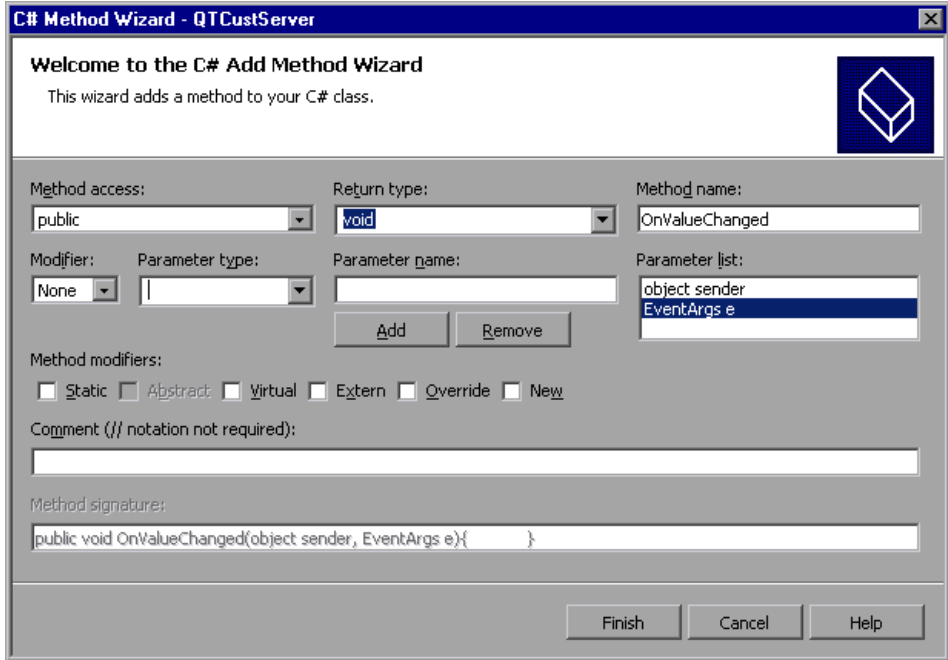 C# Method Wizard - QTCustServer
Welcome to the C# Add Method Wizard
This wizard adds a method to your C# class.
Method access:
Return type:
Method name:
public
void
OnValueChanged
Modifier:
Parameter type:
Parameter name:
Parameter list:
None
object sender
EventArgs e
Add
Remove
Method modifiers:
Static
Abstract
Virtual
Extern
Override
New
Comment (// notation not required):
Method signature:
public void OnValueChanged(object sender, EventArgs e){ }
Finish
Cancel
Help